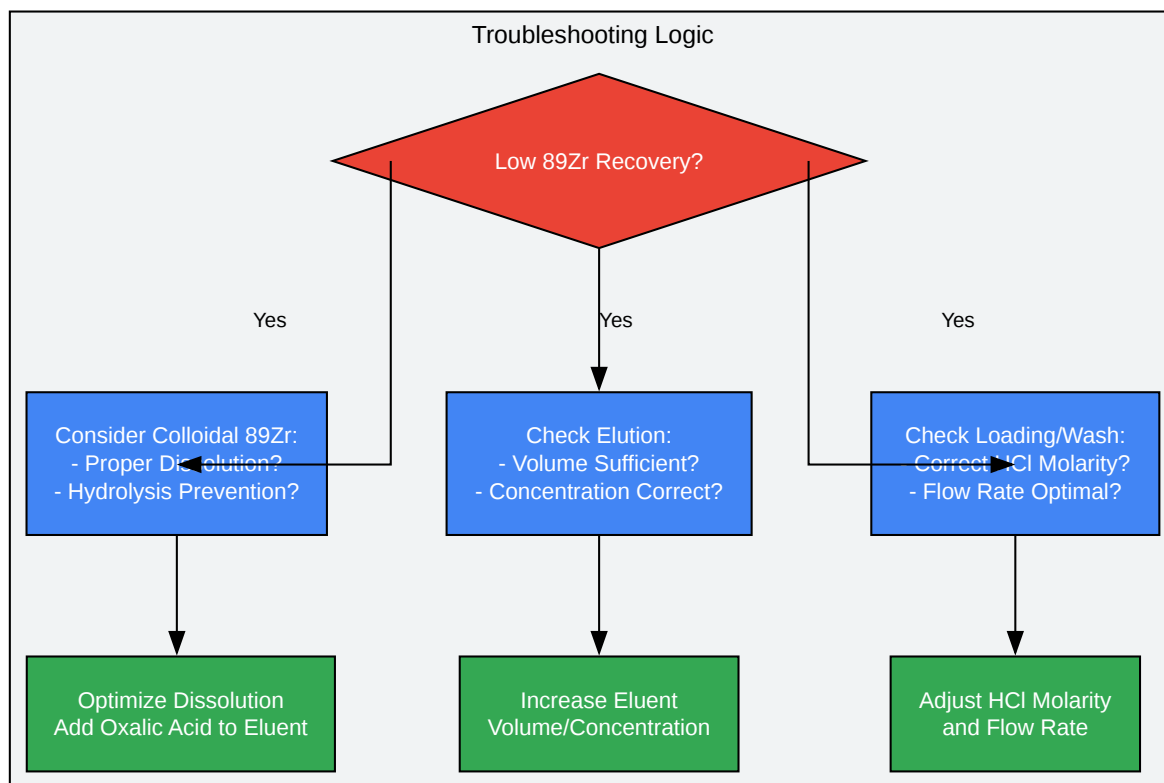 Troubleshooting Logic
Low 89Zr Recovery?
Yes
Yes
Yes
Consider Colloidal 89Zr:
- Proper Dissolution?
- Hydrolysis Prevention?
Check Elution:
- Volume Sufficient?
- Concentration Correct?
Check Loading/Wash:
- Correct HCl Molarity?
- Flow Rate Optimal?
Optimize Dissolution
Add Oxalic Acid to Eluent
Increase Eluent
Volume/Concentration
Adjust HCl Molarity
and Flow Rate